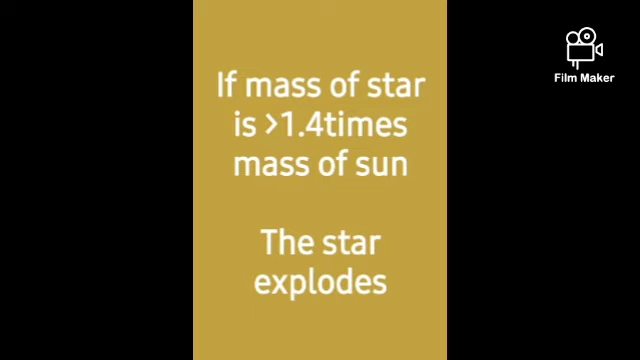 If mass of star
is >1.4times
mass of sun
The star
explodes
Film Maker